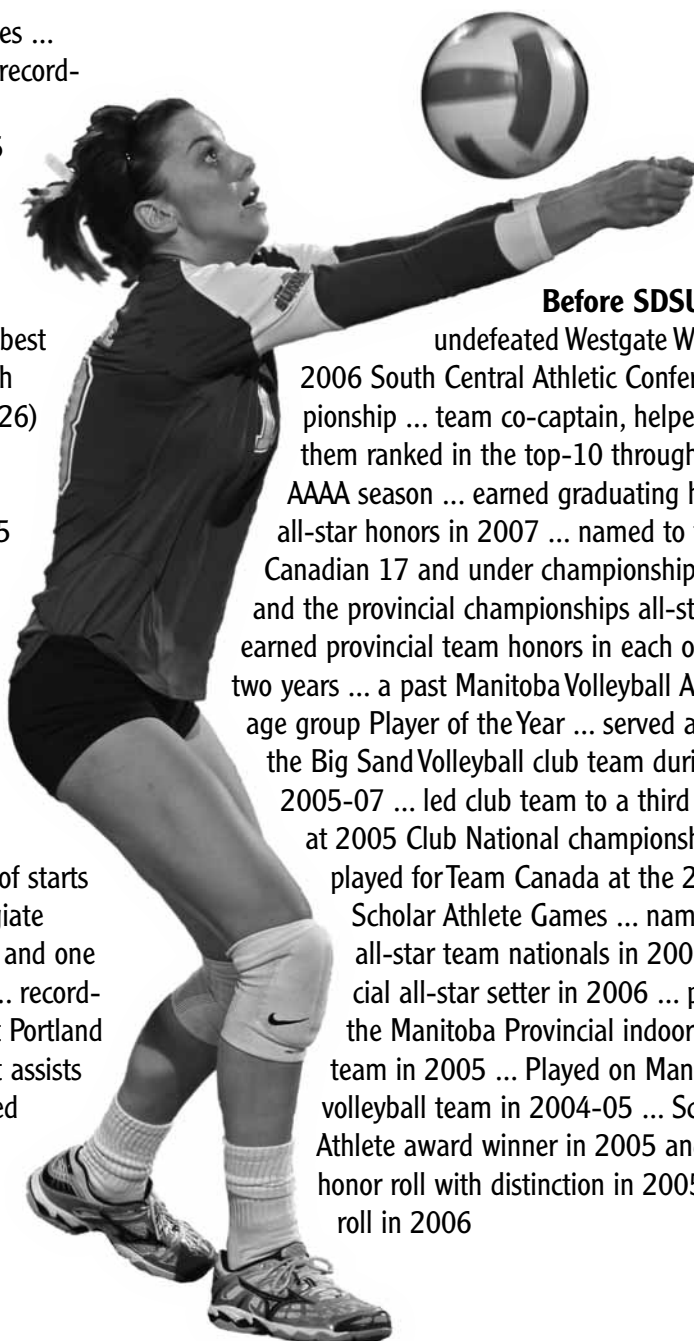 es ...
record-
best
h
26)
5
of starts
giate
and one
.. record-
t Portland
t assists
ed
Before SDSU
undefeated Westgate W
2006 South Central Athletic Confer
pionship ... team co-captain, helpe
them ranked in the top-10 through
AAAA season ... earned graduating h
all-star honors in 2007 ... named to
Canadian 17 and under championship
and the provincial championships all-st
earned provincial team honors in each o
two years ... a past Manitoba Volleyball A
age group Player of the Year ... served a
the Big Sand Volleyball club team duri
2005-07 ... led club team to a third
at 2005 Club National championsh
played for Team Canada at the 2
Scholar Athlete Games ... nam
all-star team nationals in 200
cial all-star setter in 2006 ... p
the Manitoba Provincial indoor
team in 2005 ... Played on Man
volleyball team in 2004-05 ... Sc
Athlete award winner in 2005 an
honor roll with distinction in 2005
roll in 2006